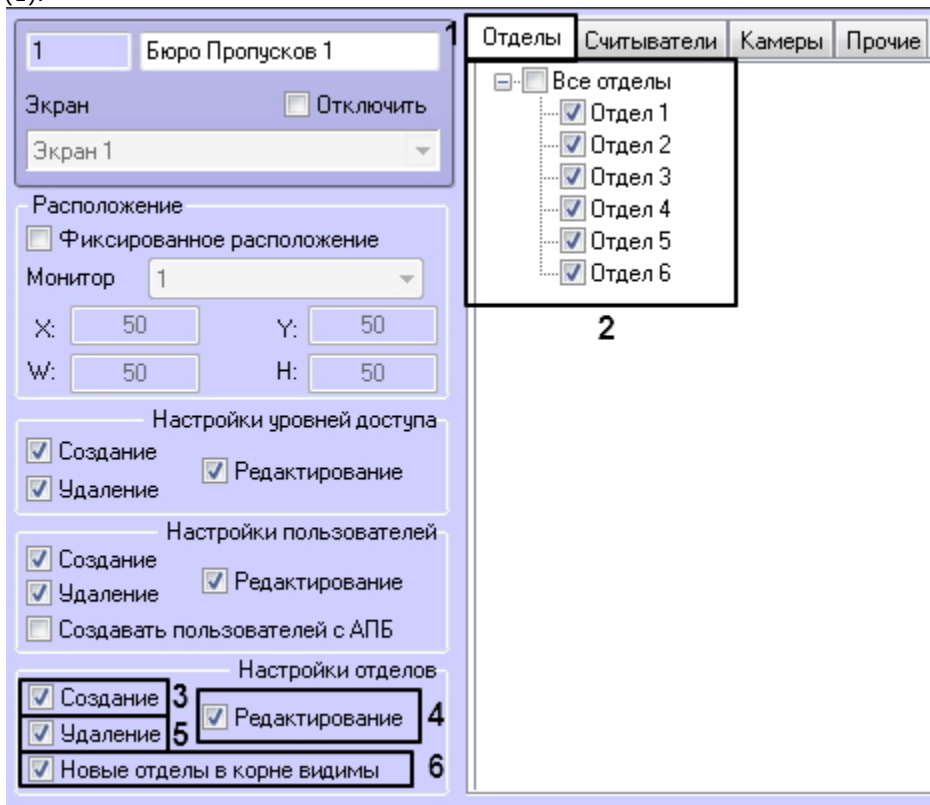 (1).
1 Бюро Пропусков 1
Экран Отключить
Экран 1
Расположение
Фиксированное расположение
Монитор 1
X: 50 Y: 50
W: 50 H: 50
Настройки уровней доступа
Создание
Редактирование
Удаление
Настройки пользователей
Создание
Редактирование
Удаление
Создавать пользователей с АПБ
Настройки отделов
Создание 3
Редактирование 4
Удаление 5
Новые отделы в корне видимы 6
1 Отделы Считыватели Камеры Прочие
Все отделы
Отдел 1
Отдел 2
Отдел 3
Отдел 4
Отдел 5
Отдел 6
2